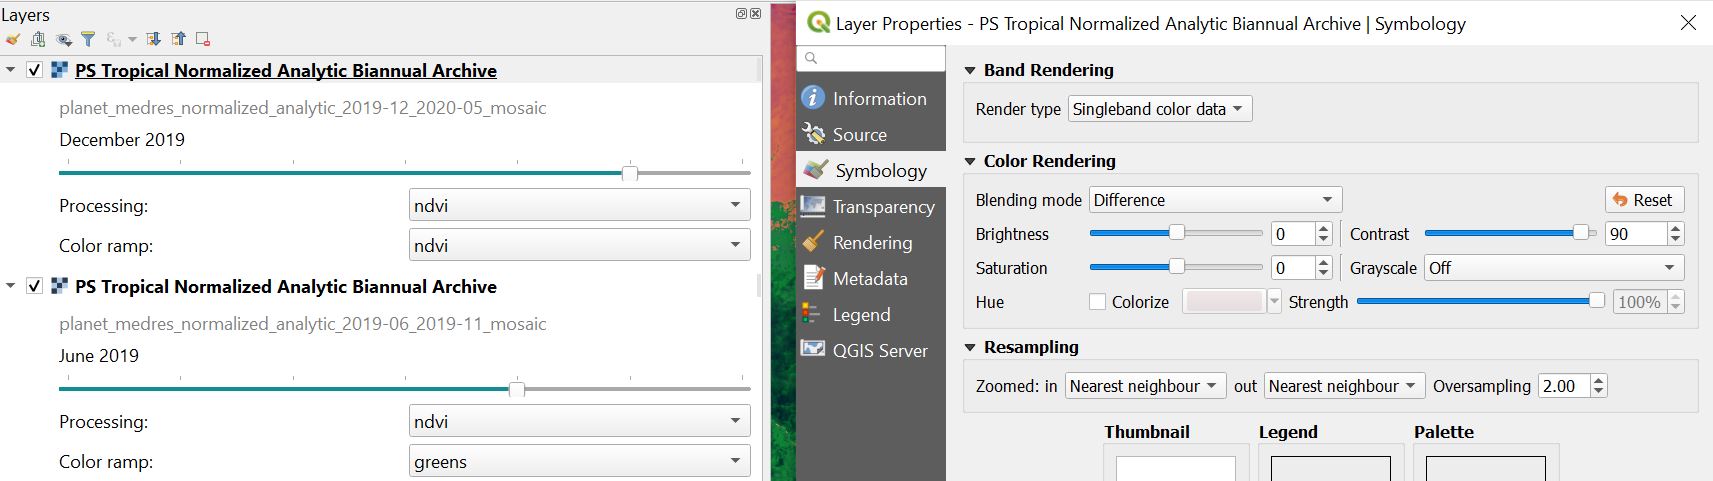 Layers
PS Tropical Normalized Analytic Biannual Archive
planet_medres_normalized_analytic_2019-12_2020-05_mosaic
December 2019
Processing: ndvi
Color ramp: ndvi
PS Tropical Normalized Analytic Biannual Archive
planet_medres_normalized_analytic_2019-06_2019-11_mosaic
June 2019
Processing: ndvi
Color ramp: greens
Layer Properties - PS Tropical Normalized Analytic Biannual Archive | Symbology
Information
Source
Symbology
Transparency
Rendering
Metadata
Legend
QGIS Server
Band Rendering
Render type Singleband color data
Color Rendering
Blending mode Difference Reset
Brightness 0 Contrast 90
Saturation 0 Grayscale Off
Hue Colorize Strength 100%
Resampling
Zoomed: in Nearest neighbour out Nearest neighbour Oversampling 2.00
Thumbnail Legend Palette